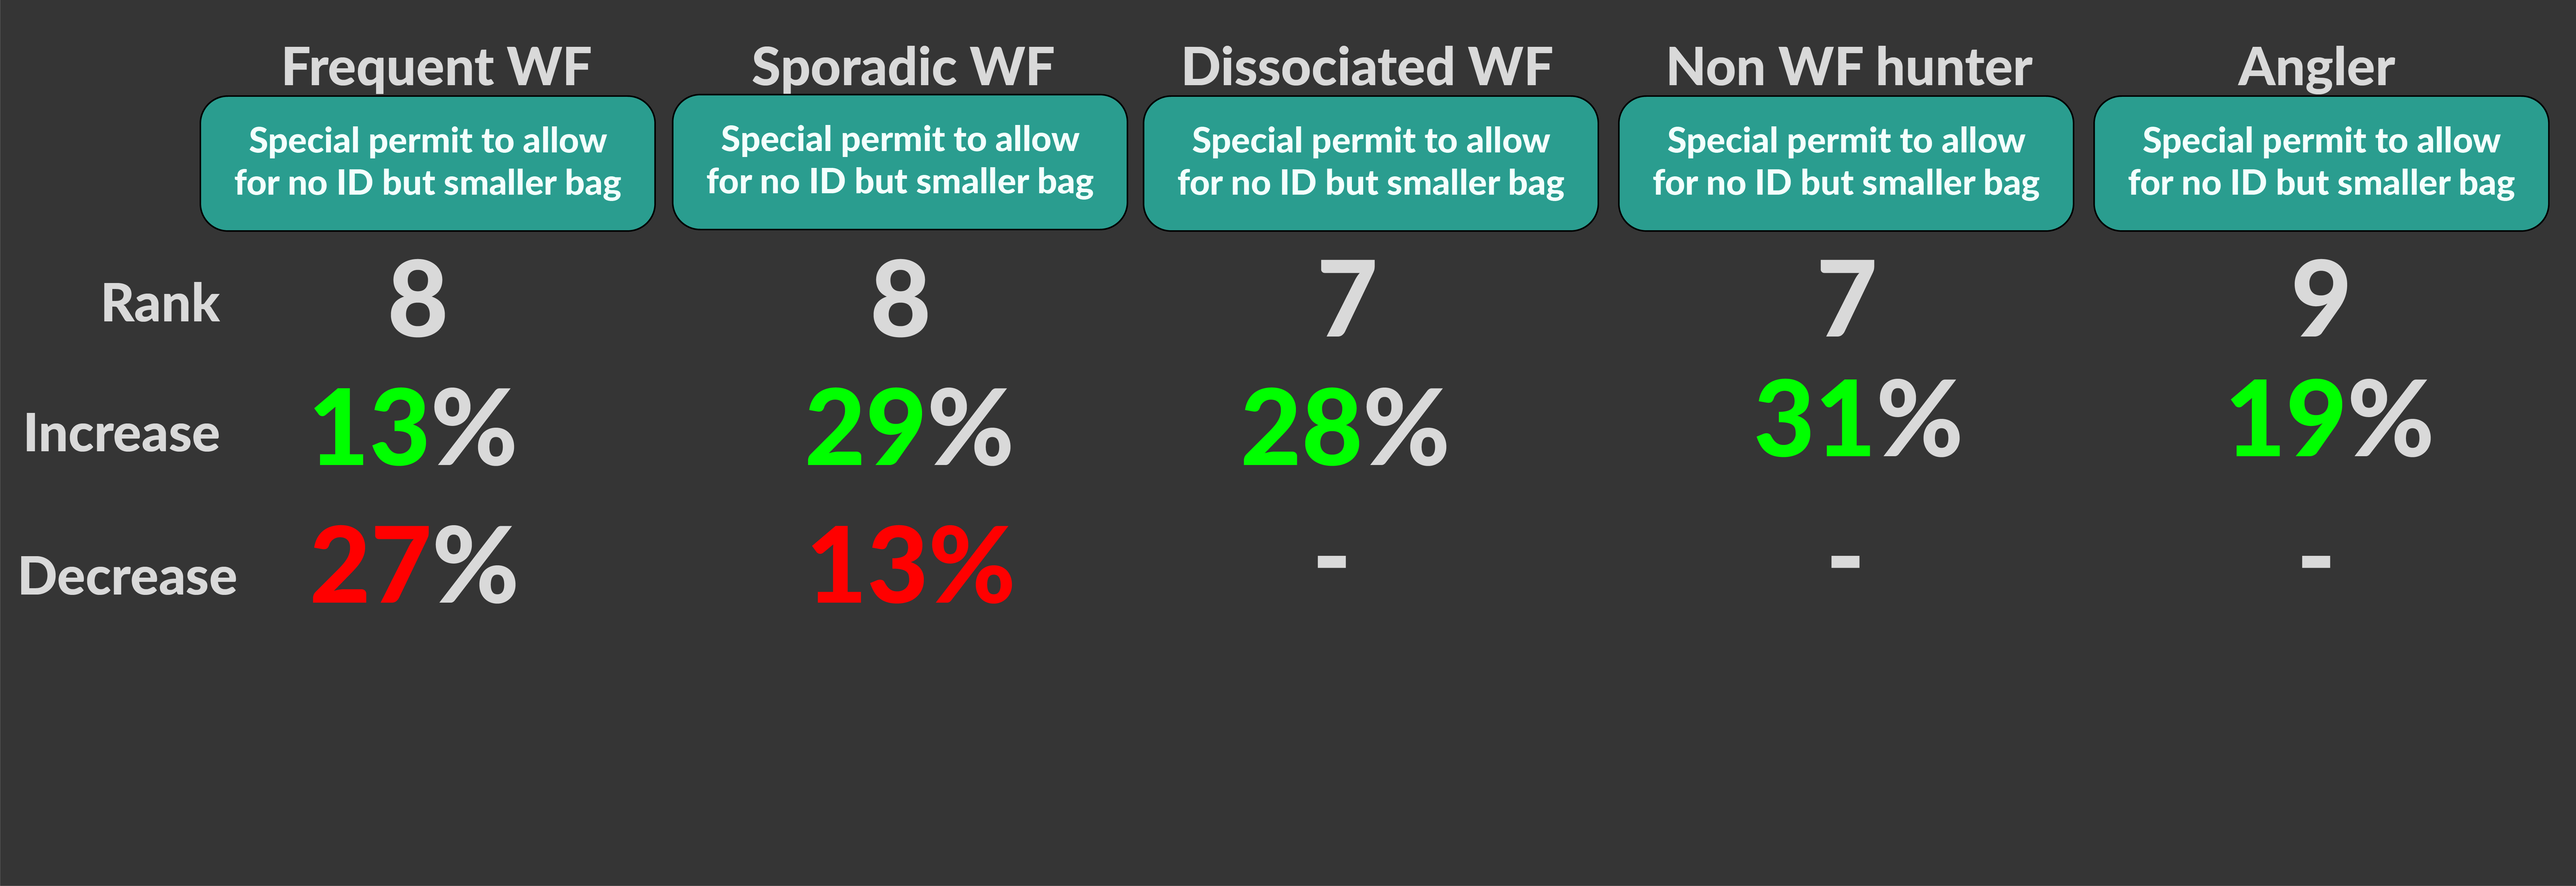 Frequent WF Sporadic WF Dissociated WF Non WF hunter Angler
Special permit to allow Special permit to allow Special permit to allow Special permit to allow Special permit to allow
for no ID but smaller bag for no ID but smaller bag for no ID but smaller bag for no ID but smaller bag for no ID but smaller bag
Rank 8 8 7 7 9
Increase 13% 29% 28% 31% 19%
Decrease 27% 13% - - -